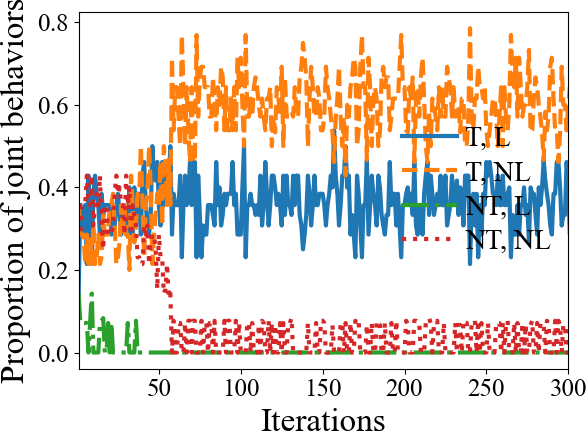 Proportion of joint behaviors
0.8
0.6
0.4
0.2
0.0
T, L
T, NL
NT, L
NT, NL
50
100
150
200
250
300
Iterations